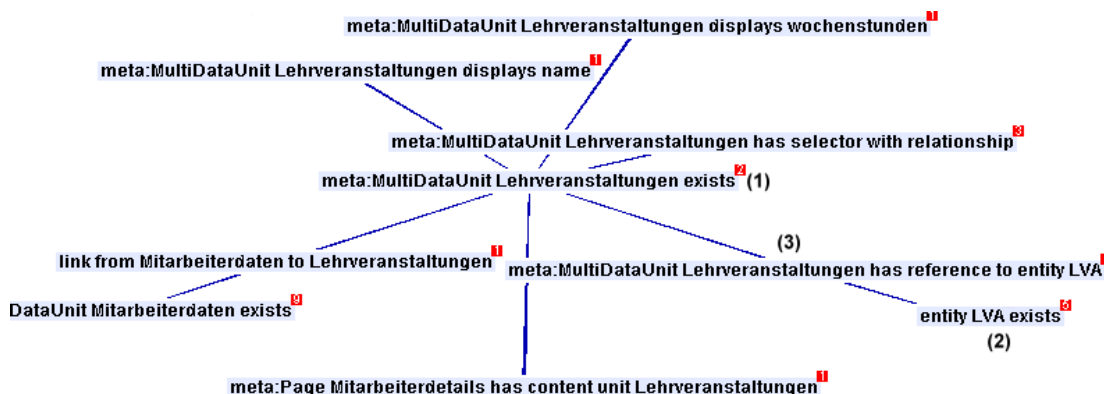 meta:MultiDataUnit Lehrveranstaltungen displays wochenstunden 1
meta:MultiDataUnit Lehrveranstaltungen displays name 1
meta:MultiDataUnit Lehrveranstaltungen has selector with relationship 3
meta:MultiDataUnit Lehrveranstaltungen exists 2 (1)
(3)
link from Mitarbeiterdaten to Lehrveranstaltungen 1
meta:MultiDataUnit Lehrveranstaltungen has reference to entity LVA
DataUnit Mitarbeiterdaten exists 9
entity LVA exists 5
(2)
meta:Page Mitarbeiterdetails has content unit Lehrveranstaltungen 1